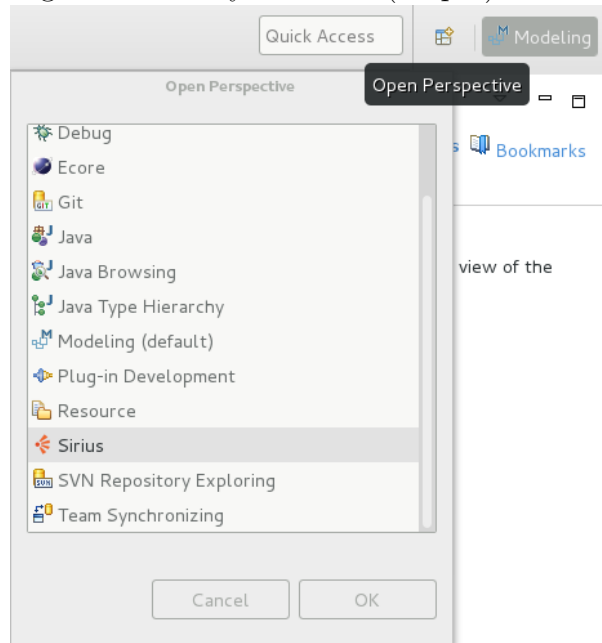 Quick Access
Modeling
Open Perspective
Open Perspective
Bookmarks
Debug
Ecore
Git
Java
view of the
Java Browsing
Java Type Hierarchy
Modeling (default)
Plug-in Development
Resource
Sirius
SVN Repository Exploring
Team Synchronizing
Cancel
OK